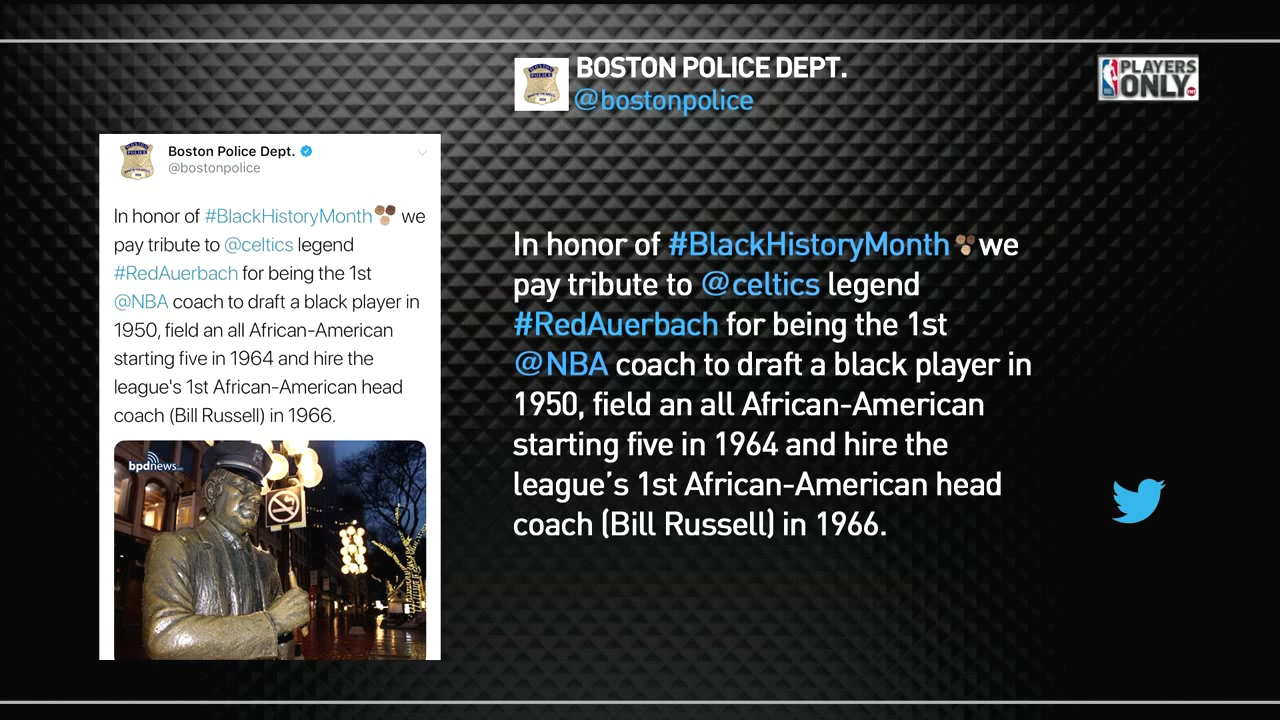 BOSTON POLICE DEPT.
@bostonpolice
PLAYERS
ONLY
Boston Police Dept.
@bostonpolice
In honor of #BlackHistoryMonth we
pay tribute to @celtics legend
#RedAuerbach for being the 1st
@NBA coach to draft a black player in
1950, field an all African-American
starting five in 1964 and hire the
league's 1st African-American head
coach (Bill Russell) in 1966.
bpdnews
In honor of #BlackHistoryMonth we
pay tribute to @celtics legend
#RedAuerbach for being the 1st
@NBA coach to draft a black player in
1950, field an all African-American
starting five in 1964 and hire the
league’s 1st African-American head
coach (Bill Russell) in 1966.